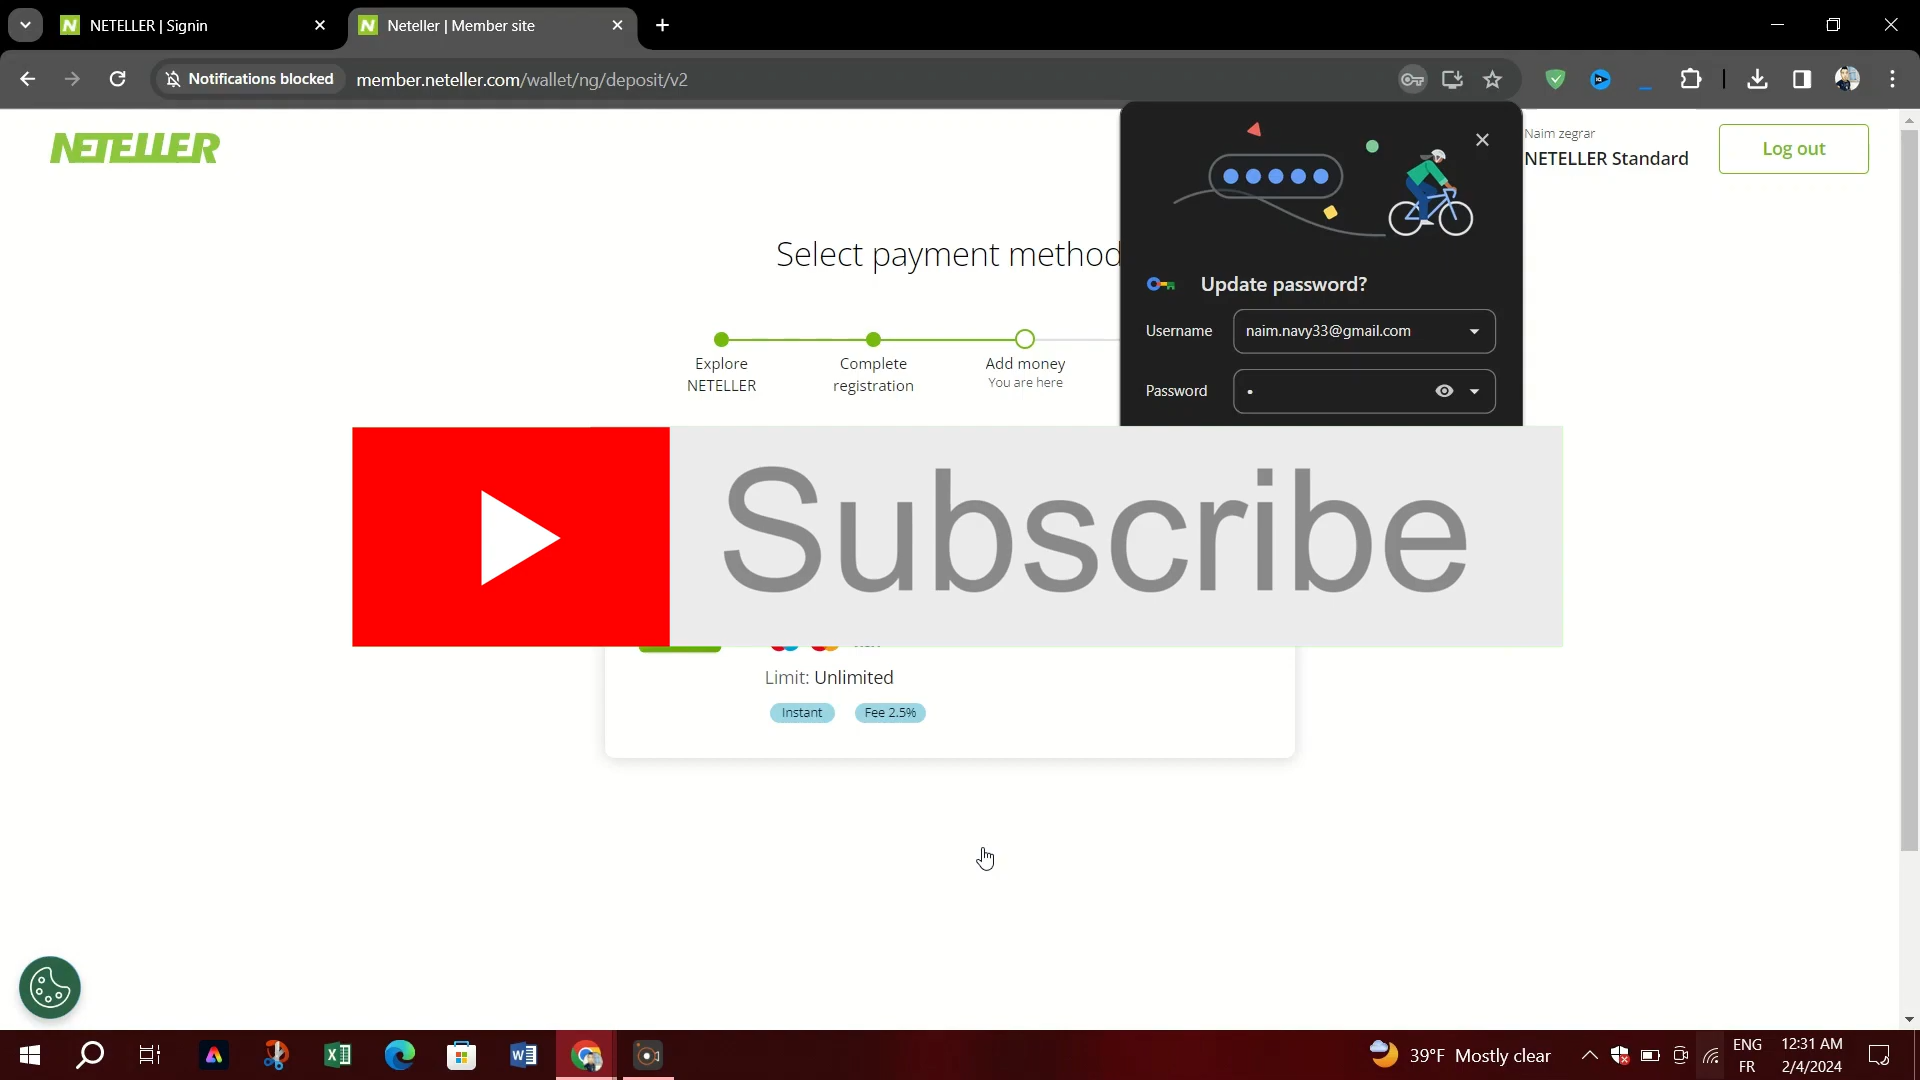 NETELLER | Signin
Neteller | Member site
Notifications blocked
member.neteller.com/wallet/ng/deposit/v2
NETELLER
Naim zegrar
NETELLER Standard
Log out
Select payment method
Update password?
Username
naim.navy33@gmail.com
Password
Explore
NETELLER
Complete
registration
Add money
You are here
Subscribe
Limit: Unlimited
Instant
Fee 2.5%
39°F Mostly clear
ENG
FR
12:31 AM
2/4/2024